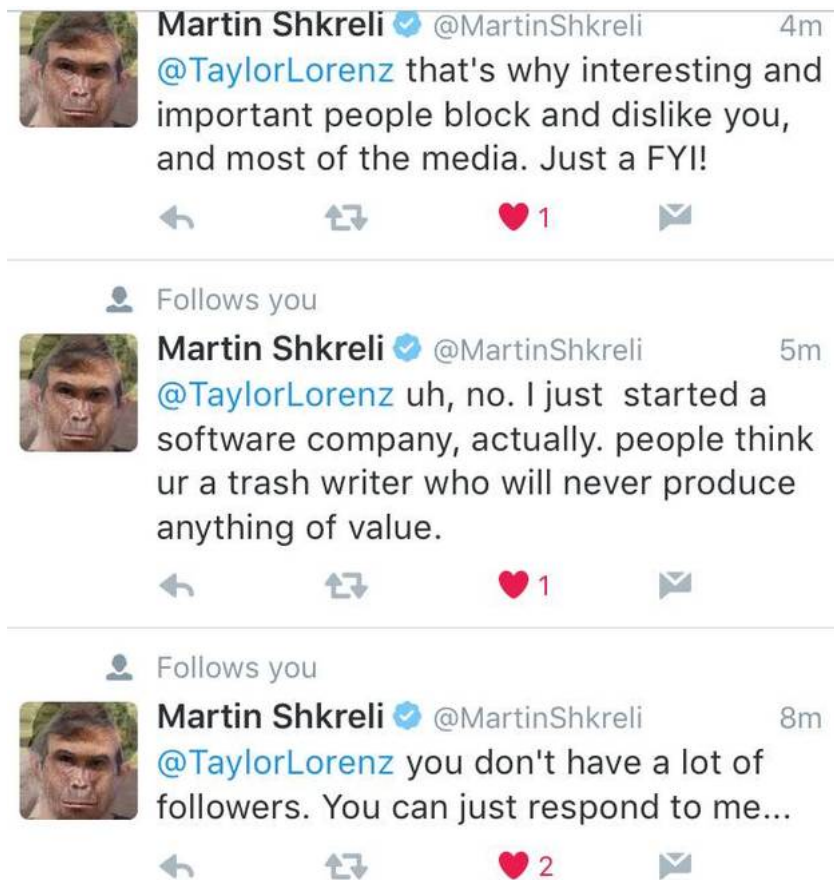 Martin Shkreli @MartinShkreli 4m
@TaylorLorenz that's why interesting and
important people block and dislike you,
and most of the media. Just a FYI!
1
Follows you
Martin Shkreli @MartinShkreli 5m
@TaylorLorenz uh, no. I just started a
software company, actually. people think
ur a trash writer who will never produce
anything of value.
1
Follows you
Martin Shkreli @MartinShkreli 8m
@TaylorLorenz you don't have a lot of
followers. You can just respond to me...
2